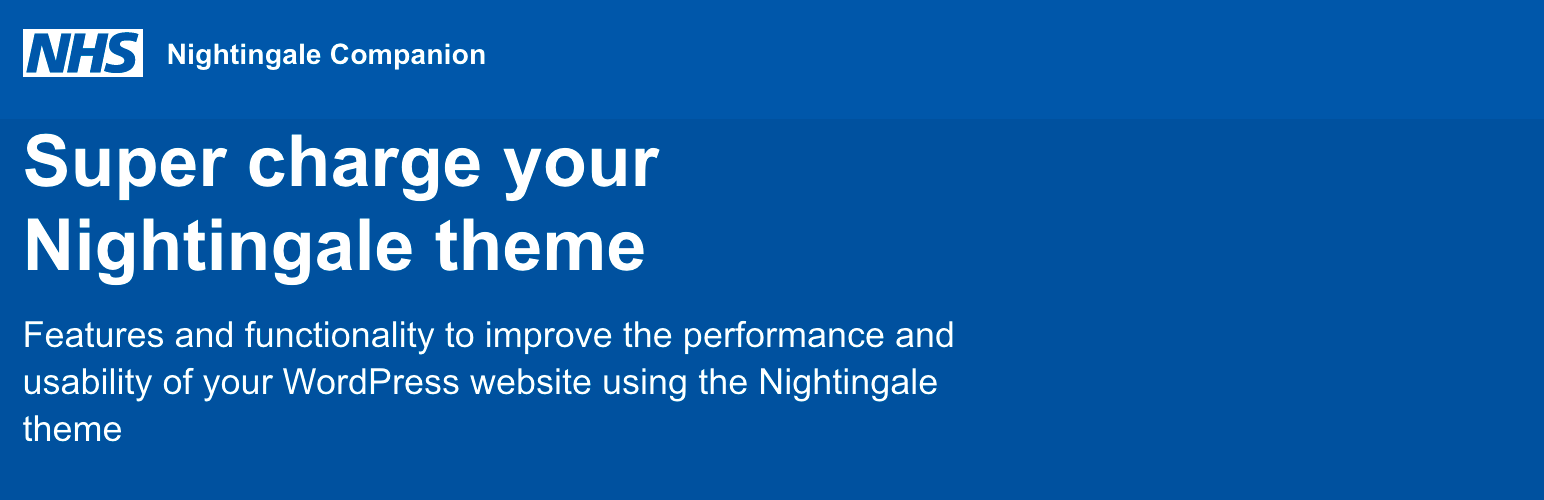 NHS Nightingale Companion
Super charge your
Nightingale theme
Features and functionality to improve the performance and
usability of your WordPress website using the Nightingale
theme